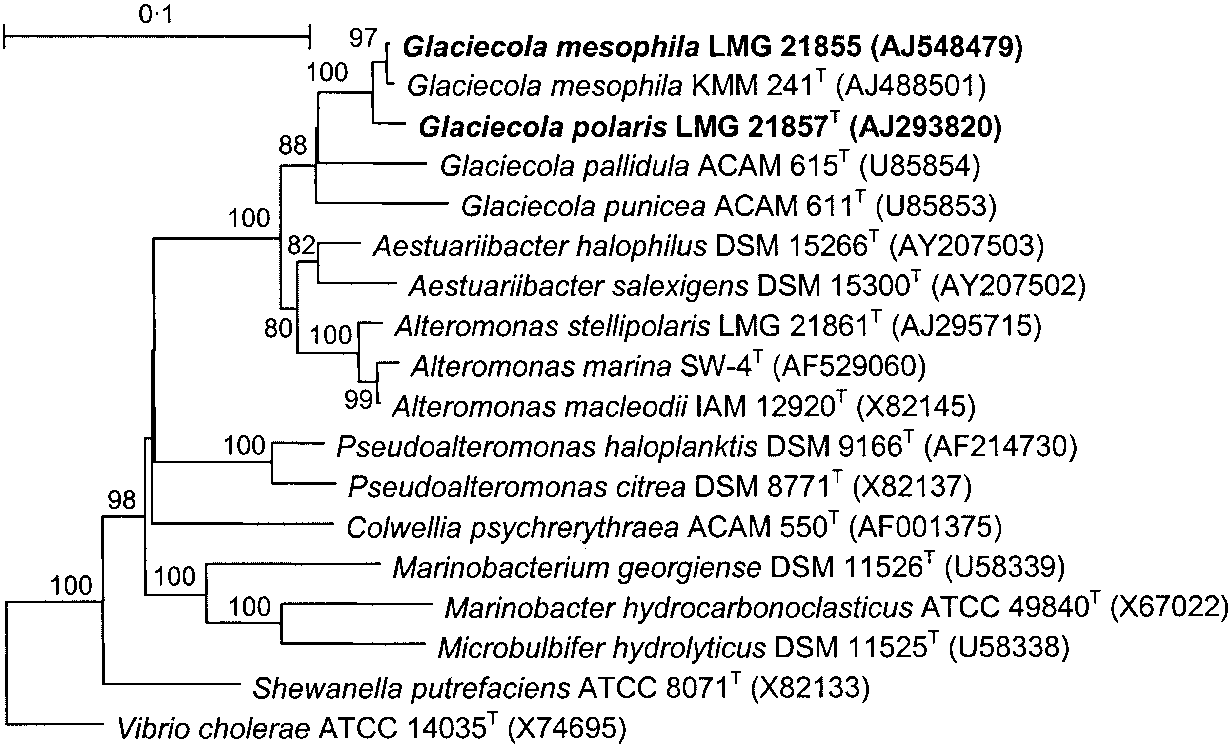 0·1
97
Glaciecola mesophila LMG 21855 (AJ548479)
100
Glaciecola mesophila KMM 241T (AJ488501)
Glaciecola polaris LMG 21857T (AJ293820)
88
Glaciecola pallidula ACAM 615T (U85854)
Glaciecola punicea ACAM 611T (U85853)
100
82
Aestuariibacter halophilus DSM 15266T (AY207503)
Aestuariibacter salexigens DSM 15300T (AY207502)
80
100
Alteromonas stellipolaris LMG 21861T (AJ295715)
Alteromonas marina SW-4T (AF529060)
99
Alteromonas macleodii IAM 12920T (X82145)
100
Pseudoalteromonas haloplanktis DSM 9166T (AF214730)
Pseudoalteromonas citrea DSM 8771T (X82137)
98
Colwellia psychrerythraea ACAM 550T (AF001375)
100
Marinobacterium georgiense DSM 11526T (U58339)
100
100
Marinobacter hydrocarbonoclasticus ATCC 49840T (X67022)
Microbulbifer hydrolyticus DSM 11525T (U58338)
Shewanella putrefaciens ATCC 8071T (X82133)
Vibrio cholerae ATCC 14035T (X74695)